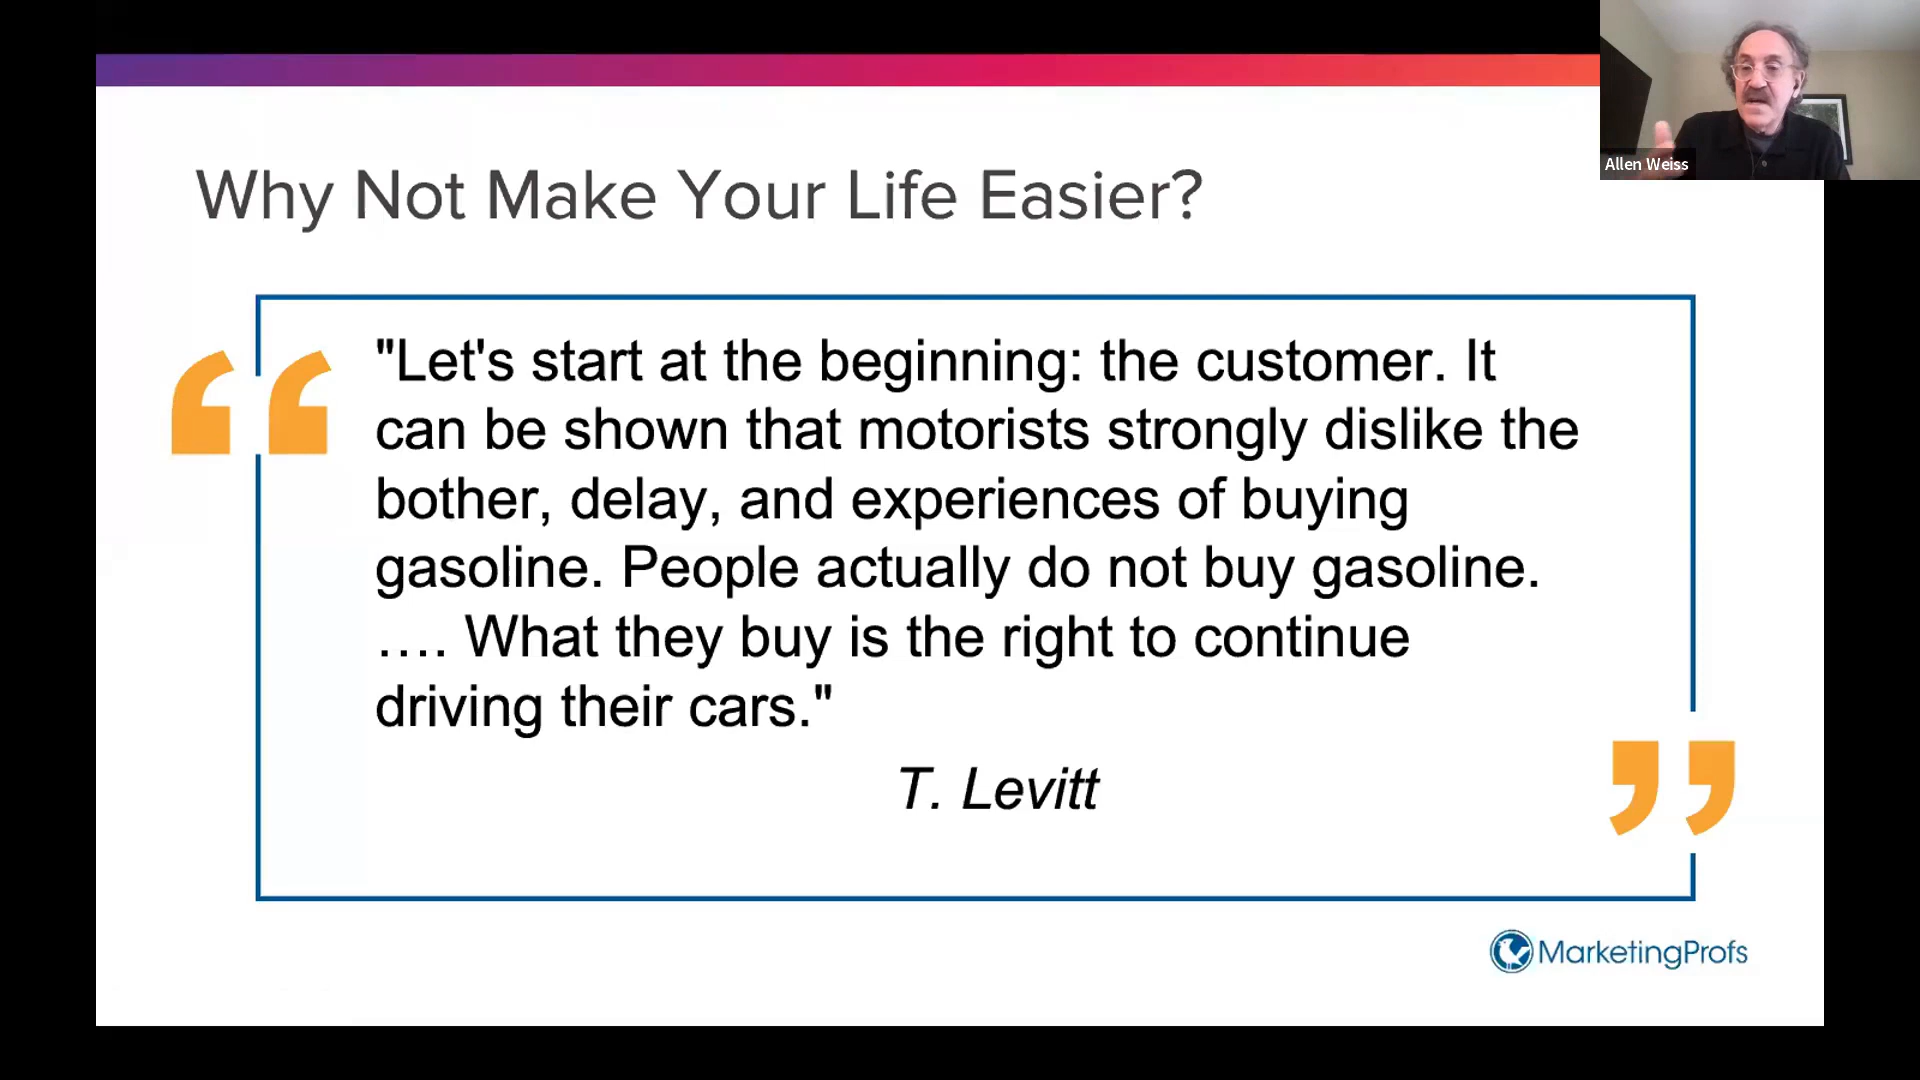 Allen Weiss
Why Not Make Your Life Easier?
"Let's start at the beginning: the customer. It
can be shown that motorists strongly dislike the
bother, delay, and experiences of buying
gasoline. People actually do not buy gasoline.
…. What they buy is the right to continue
driving their cars."
T. Levitt
MarketingProfs